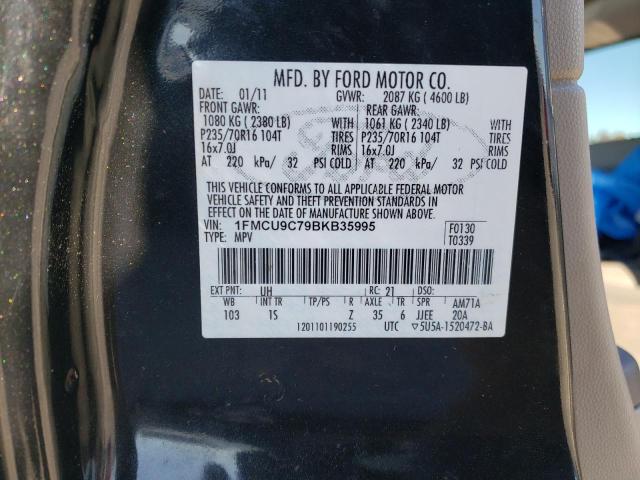 MFD. BY FORD MOTOR CO.
DATE: 01/11 GVWR: 2087 KG ( 4600 LB)
FRONT GAWR: REAR GAWR:
1080 KG ( 2380 LB) WITH 1061 KG ( 2340 LB) WITH
P235/70R16 104T TIRES P235/70R16 104T TIRES
16x7.0J RIMS 16x7.0J RIMS
AT 220 kPa/ 32 PSI COLD AT 220 kPa/ 32 PSI COLD
THIS VEHICLE CONFORMS TO ALL APPLICABLE FEDERAL MOTOR
VEHICLE SAFETY AND THEFT PREVENTION STANDARDS IN
EFFECT ON THE DATE OF MANUFACTURE SHOWN ABOVE.
VIN: 1FMCU9C79BKB35995 F0130
TYPE: MPV T0339
EXT PNT: UH RC: 21 DSO:
WB INT TR TP/PS R AXLE TR SPR AM71A
103 1S Z 35 6 JJEE 20A
1201101190255 UTC ▽5U5A-1520472-BA